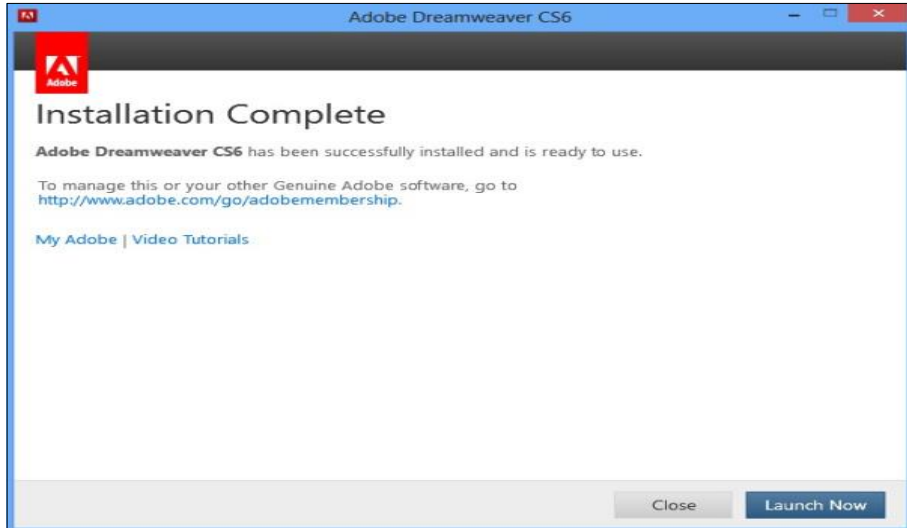 Adobe Dreamweaver CS6
Adobe
Installation Complete
Adobe Dreamweaver CS6 has been successfully installed and is ready to use.
To manage this or your other Genuine Adobe software, go to
http://www.adobe.com/go/adobemembership.
My Adobe | Video Tutorials
Close Launch Now